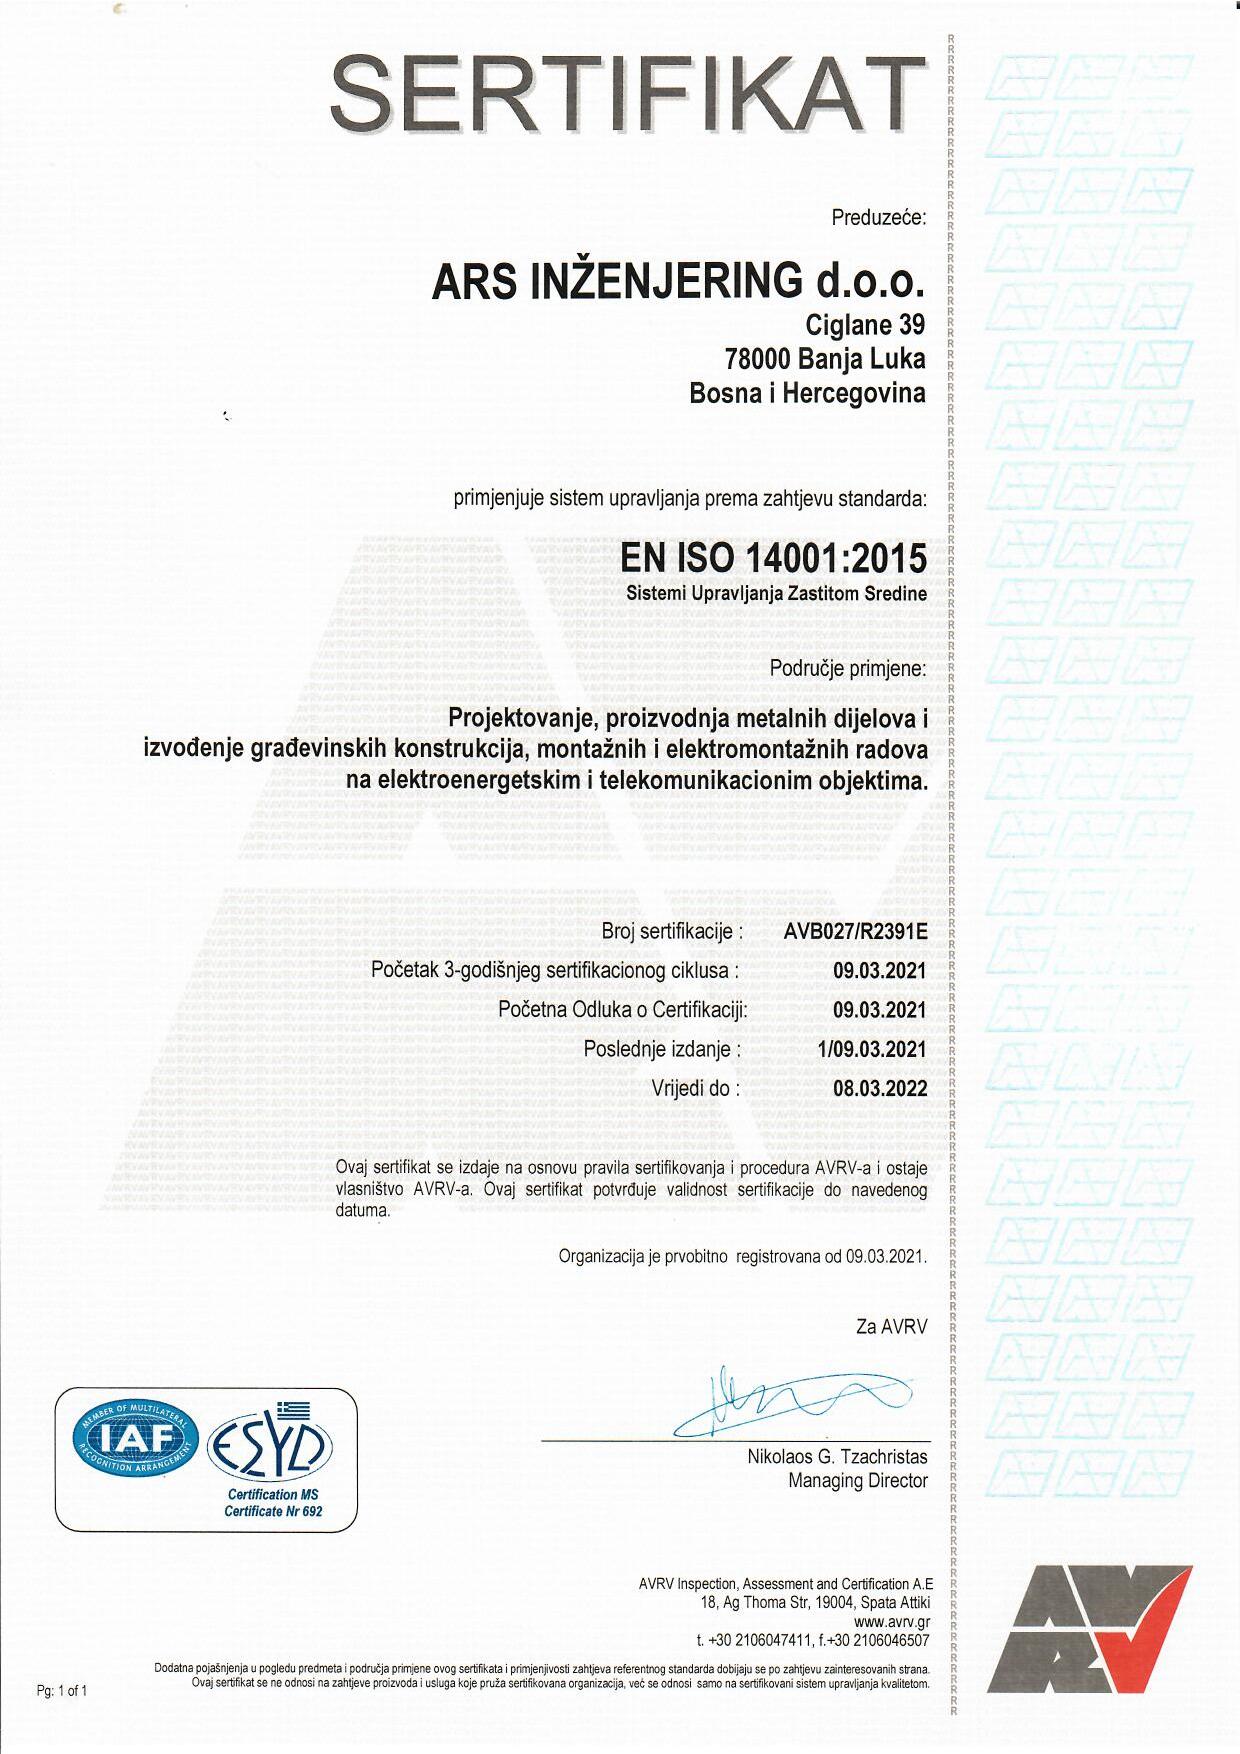 SERTIFIKAT
Preduzeće:
ARS INŽENJERING d.o.o.
Ciglane 39
78000 Banja Luka
Bosna i Hercegovina
primjenjuje sistem upravljanja prema zahtjevu standarda:
EN ISO 14001:2015
Sistemi Upravljanja Zastitom Sredine
Područje primjene:
Projektovanje, proizvodnja metalnih dijelova i
izvođenje građevinskih konstrukcija, montažnih i elektromontažnih radova
na elektroenergetskim i telekomunikacionim objektima.
Broj sertifikacije : AVB027/R2391E
Početak 3-godišnjeg sertifikacionog ciklusa : 09.03.2021
Početna Odluka o Certifikaciji: 09.03.2021
Poslednje izdanje : 1/09.03.2021
Vrijedi do : 08.03.2022
Ovaj sertifikat se izdaje na osnovu pravila sertifikovanja i procedura AVRV-a i ostaje
vlasništvo AVRV-a. Ovaj sertifikat potvrđuje validnost sertifikacije do navedenog
datuma.
Organizacija je prvobitno registrovana od 09.03.2021.
Za AVRV
Nikolaos G. Tzachristas
Managing Director
MEMBER OF MULTILATERAL
IAF
RECOGNITION ARRANGEMENT
ESYD
Certification MS
Certificate Nr 692
AVRV Inspection, Assessment and Certification A.E
18, Ag Thoma Str, 19004, Spata Attiki
www.avrv.gr
t. +30 2106047411, f.+30 2106046507
Dodatna pojašnjenja u pogledu predmeta i područja primjene ovog sertifikata i primjenjivosti zahtjeva referentnog standarda dobijaju se po zahtjevu zainteresovanih strana.
Ovaj sertifikat se ne odnosi na zahtjeve proizvoda i usluga koje pruža sertifikovana organizacija, već se odnosi samo na sertifikovani sistem upravljanja kvalitetom.
Pg: 1 of 1
AV
RV